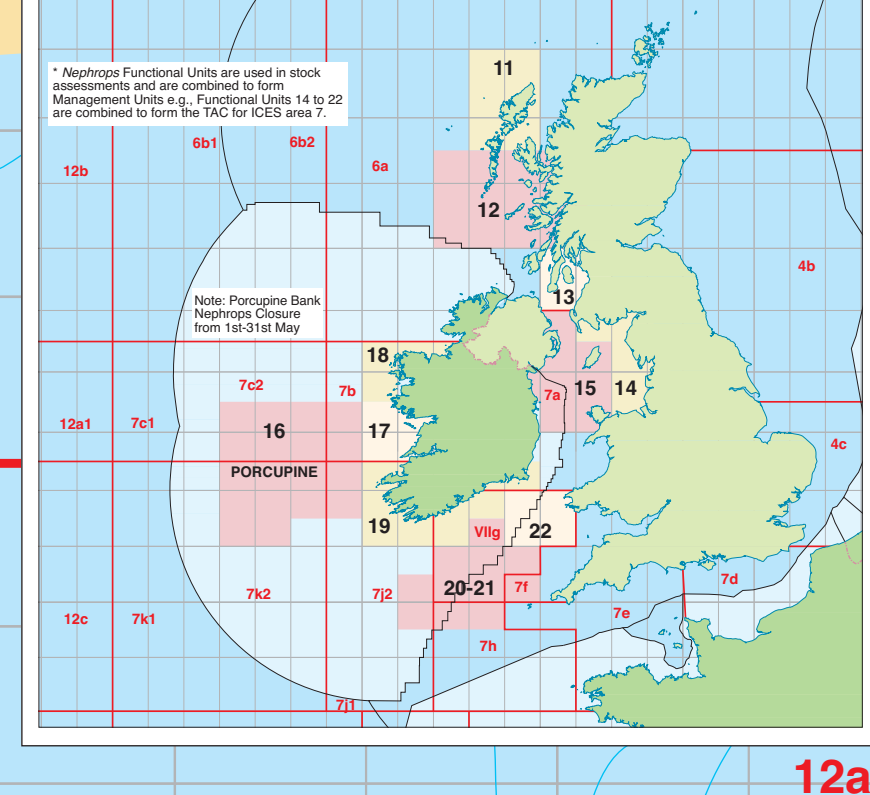 11
* Nephrops Functional Units are used in stock
assessments and are combined to form
Management Units e.g., Functional Units 14 to 22
are combined to form the TAC for ICES area 7.
6b1
6b2
6a
12b
12
4b
13
Note: Porcupine Bank
Nephrops Closure
from 1st-31st May
18
7c2
7b
7a
15
14
12a1
7c1
16
17
4c
PORCUPINE
19
VIIg
22
7k2
7j2
20-21
7f
7d
12c
7k1
7e
7h
7j1
12a